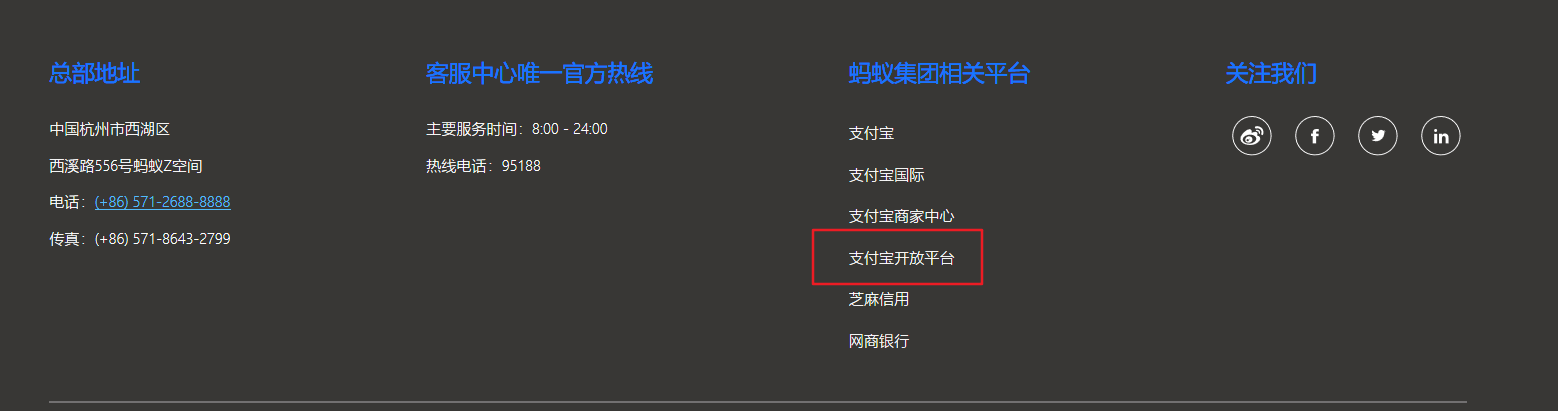 总部地址
中国杭州市西湖区
西溪路556号蚂蚁Z空间
电话：(+86) 571-2688-8888
传真：(+86) 571-8643-2799
客服中心唯一官方热线
主要服务时间：8:00 - 24:00
热线电话：95188
蚂蚁集团相关平台
支付宝
支付宝国际
支付宝商家中心
支付宝开放平台
芝麻信用
网商银行
关注我们